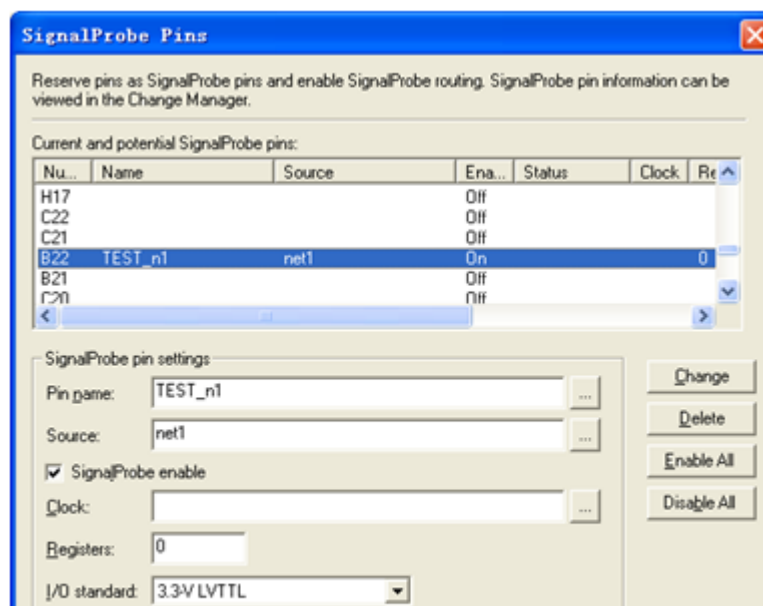 SignalProbe Pins
Reserve pins as SignalProbe pins and enable SignalProbe routing. SignalProbe pin information can be
viewed in the Change Manager.
Current and potential SignalProbe pins:
Nu... Name Source Ena... Status Clock Re
H17 Off
C22 Off
C21 Off
B22 TEST_n1 net1 On 0
B21 Off
C20 Off
SignalProbe pin settings
Pin name: TEST_n1 ...
Source: net1 ...
SignalProbe enable
Clock: ...
Registers: 0
I/O standard: 3.3-V LVTTL
Change
Delete
Enable All
Disable All